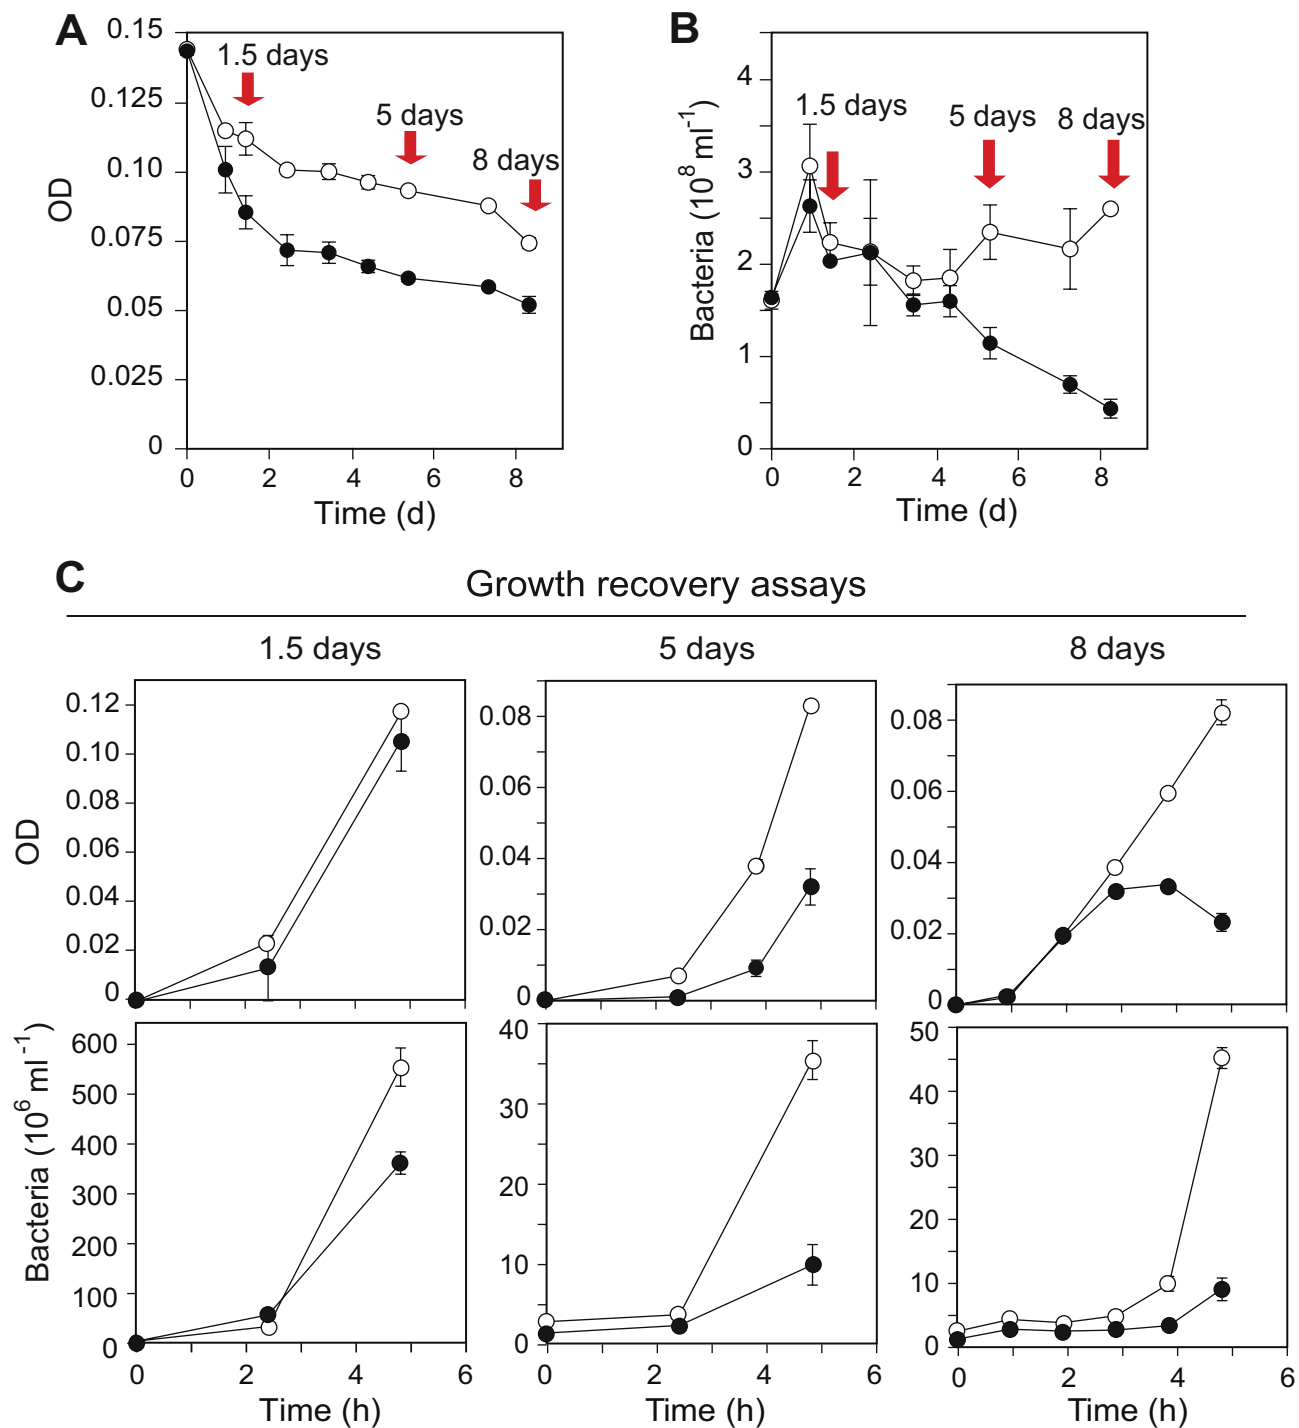 A
0.15
0.125
0.10
0.075
0.05
0.025
0
OD
1.5 days
5 days
8 days
0 2 4 6 8
Time (d)
B
4
3
2
1
0
Bacteria (10⁸ ml⁻¹)
1.5 days
5 days
8 days
0 2 4 6 8
Time (d)
C
Growth recovery assays
1.5 days 5 days 8 days
OD
0.12
0.10
0.08
0.06
0.04
0.02
0
0.08
0.06
0.04
0.02
0
0.08
0.06
0.04
0.02
0
Bacteria (10⁶ ml⁻¹)
600
500
400
300
200
100
0
40
30
20
10
0
50
40
30
20
10
0
0 2 4 6
0 2 4 6
0 2 4 6
Time (h) Time (h) Time (h)